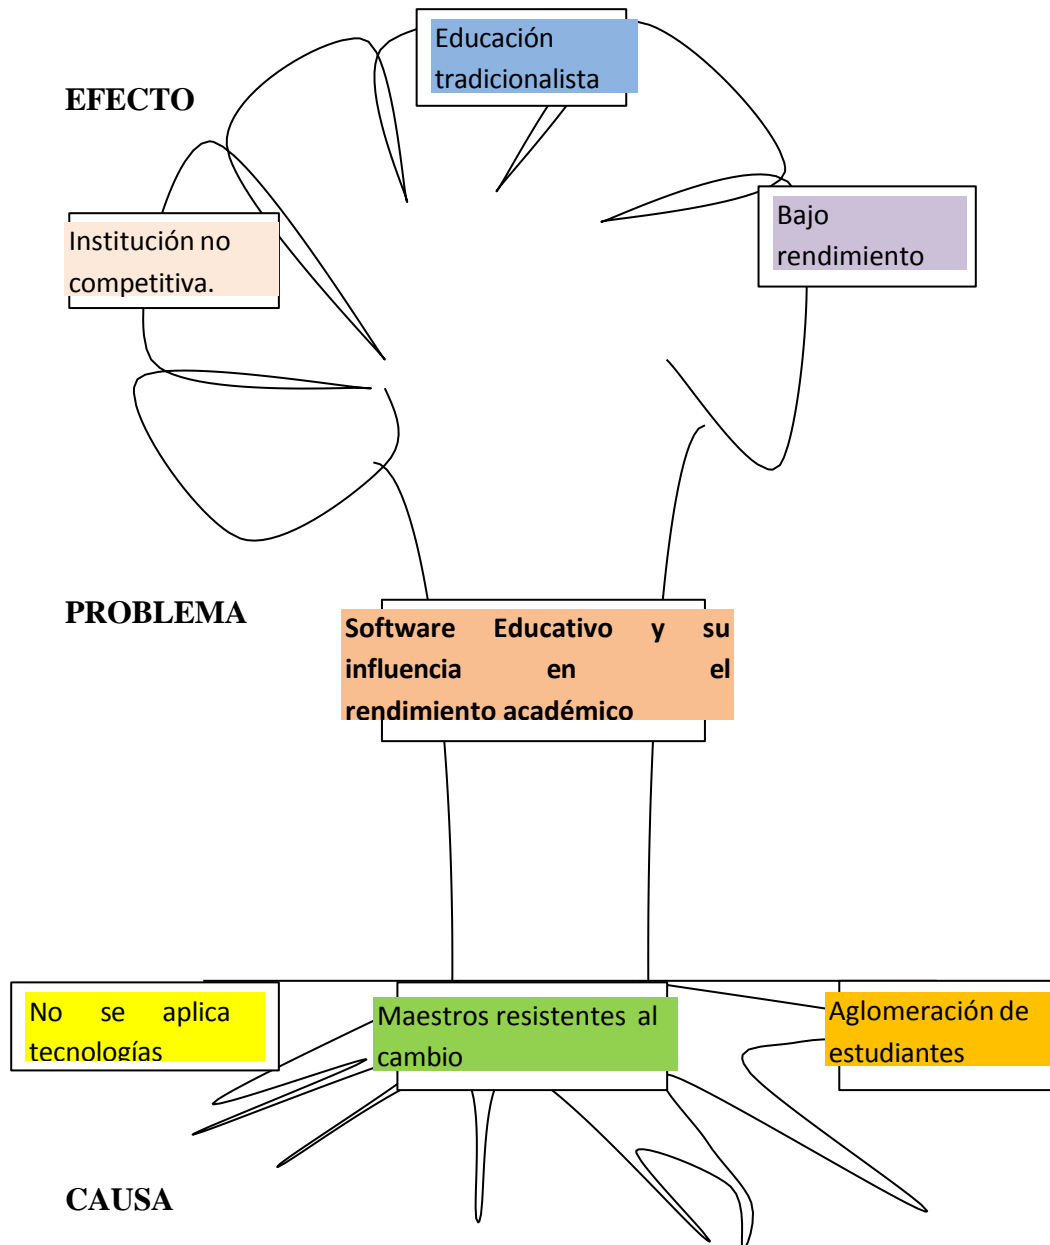 Educación
tradicionalista
EFECTO
Bajo
rendimiento
Institución no
competitiva.
PROBLEMA
Software Educativo y su
influencia en el
rendimiento académico
No se aplica
tecnologías
Maestros resistentes al
cambio
Aglomeración de
estudiantes
CAUSA